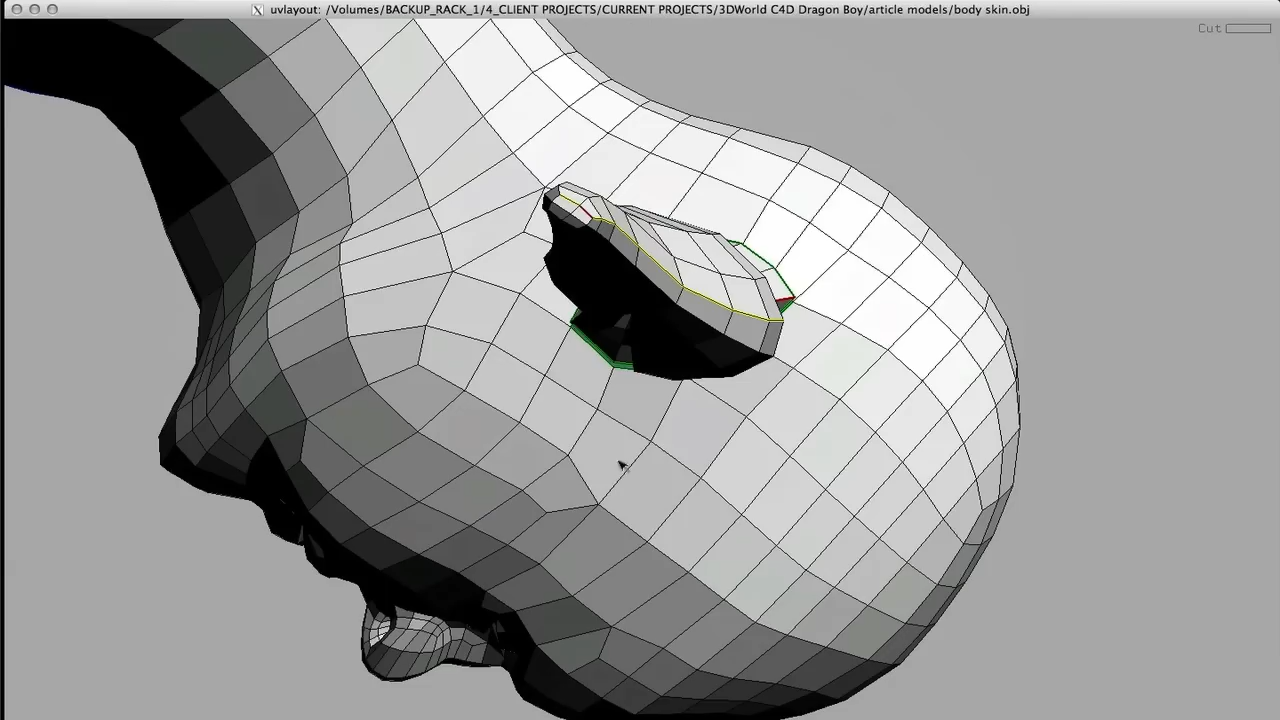 uvlayout: /Volumes/BACKUP_RACK_1/4_CLIENT PROJECTS/CURRENT PROJECTS/3DWorld C4D Dragon Boy/article models/body skin.obj
Cut